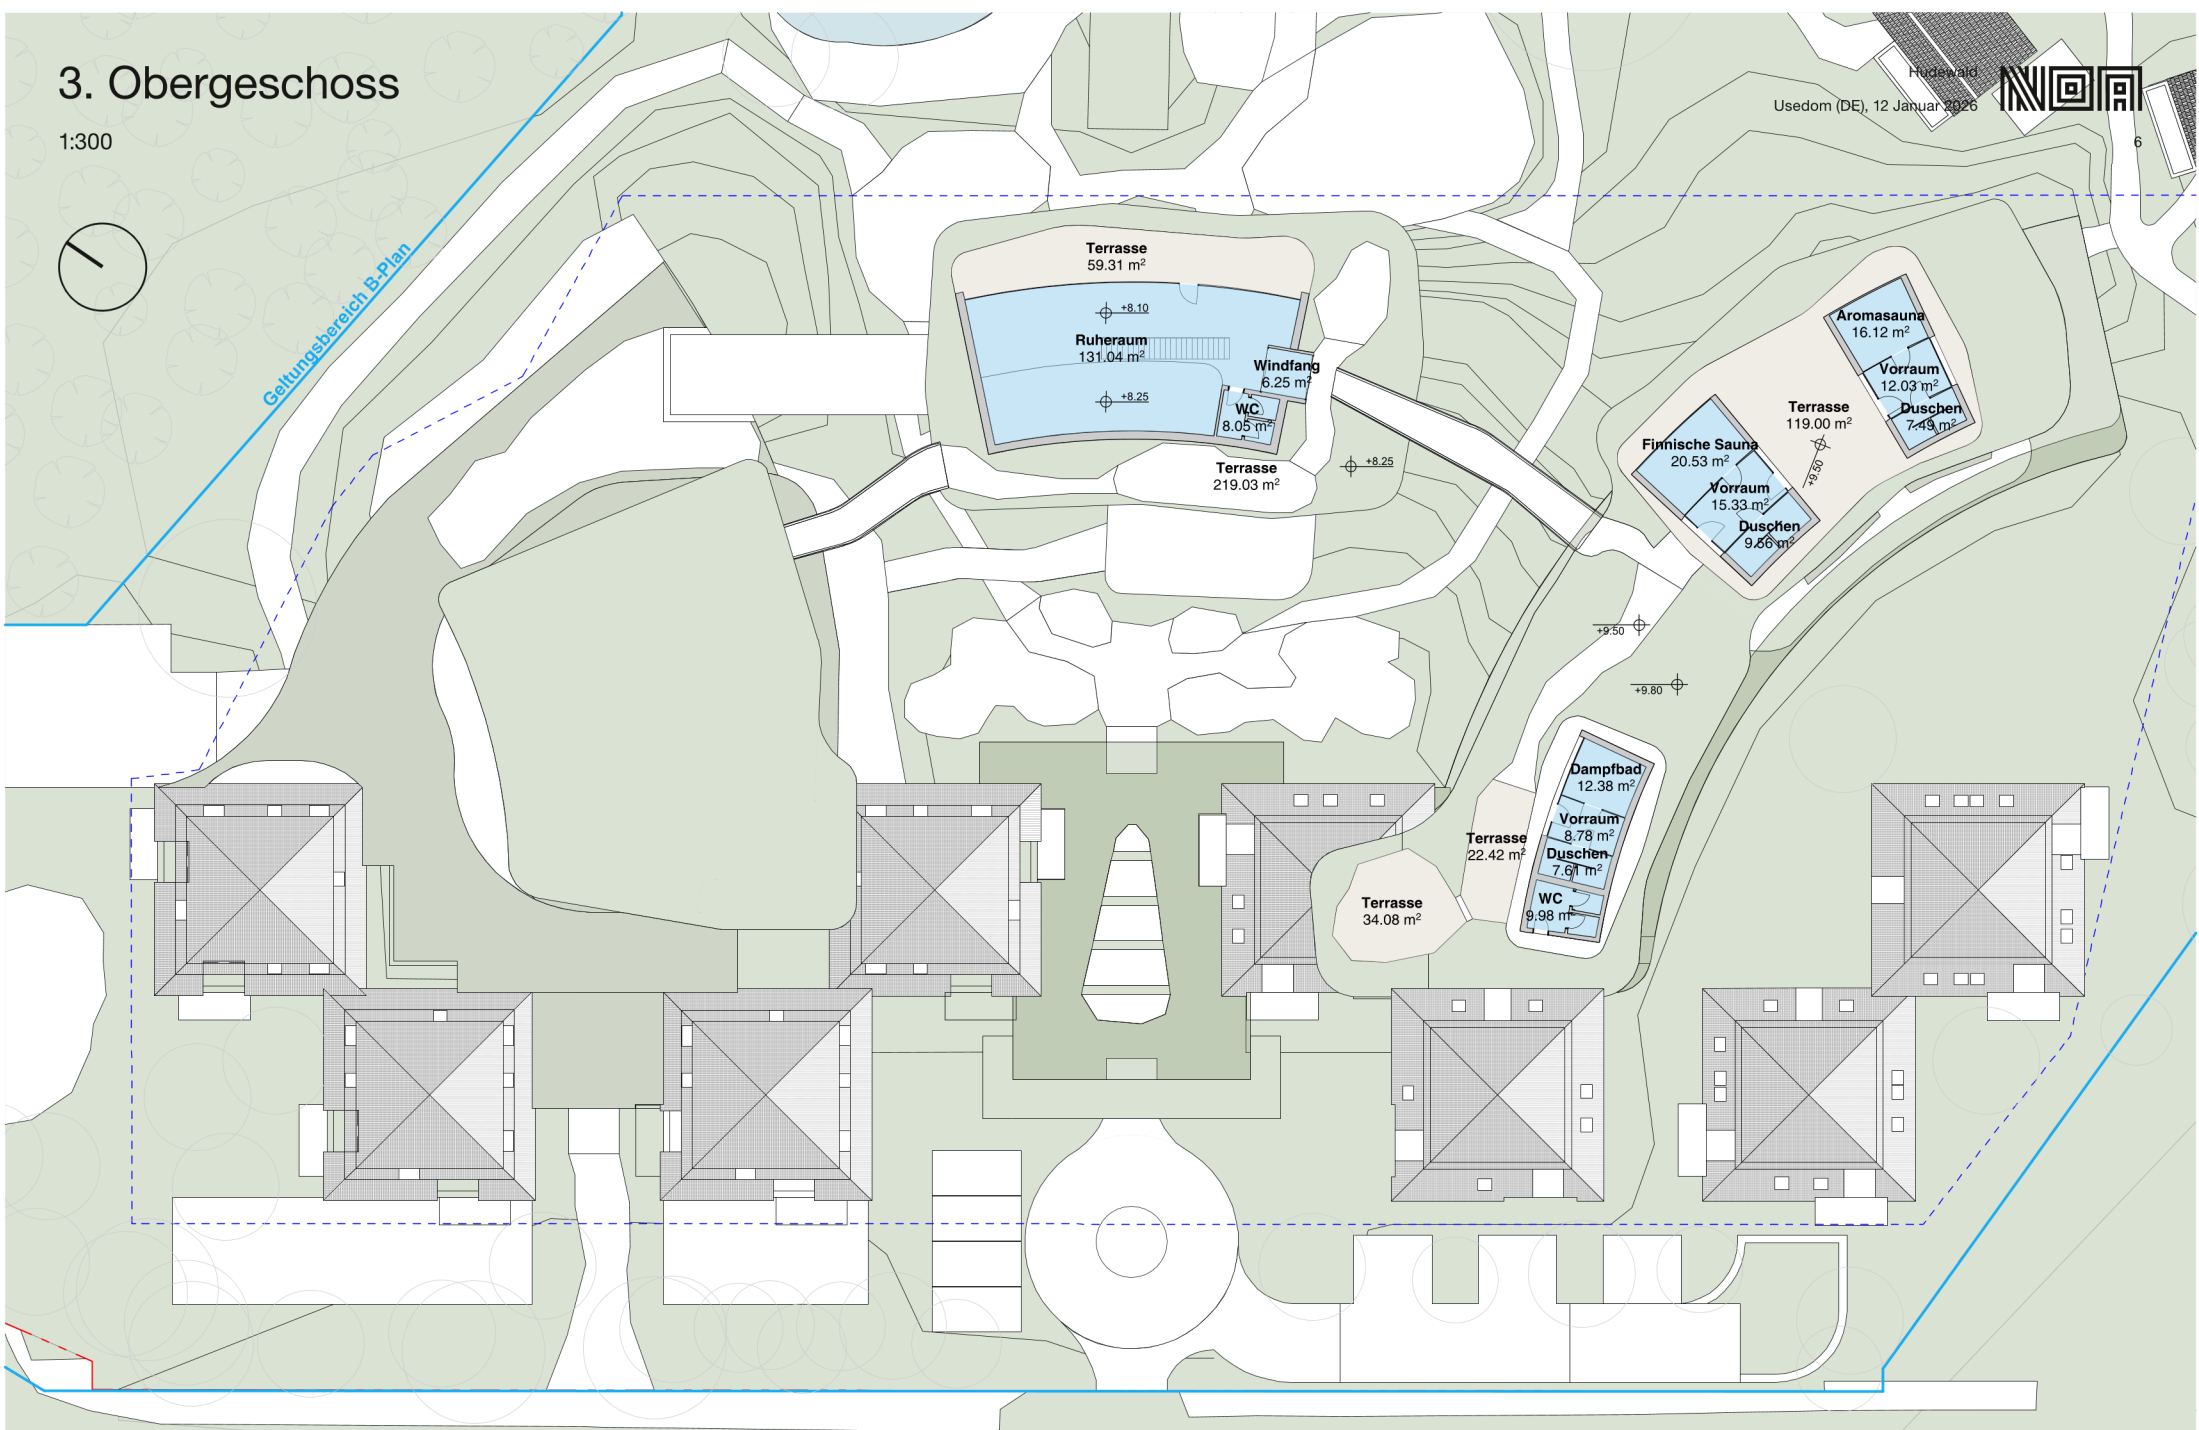 3. Obergeschoss
1:300
Hudewald
Usedom (DE), 12 Januar 2026
NOA
6
Geltungsbereich B-Plan
Terrasse
59.31 m²
+8.10
Ruheraum
131.04 m²
+8.25
Windfang
6.25 m²
WC
8.05 m²
Terrasse
219.03 m²
+8.25
Aromasauna
16.12 m²
Vorraum
12.03 m²
Duschen
7.49 m²
Terrasse
119.00 m²
+9.50
Finnische Sauna
20.53 m²
Vorraum
15.33 m²
Duschen
9.56 m²
+9.50
+9.80
Dampfbad
12.38 m²
Vorraum
8.78 m²
Duschen
7.61 m²
WC
9.98 m²
Terrasse
22.42 m²
Terrasse
34.08 m²